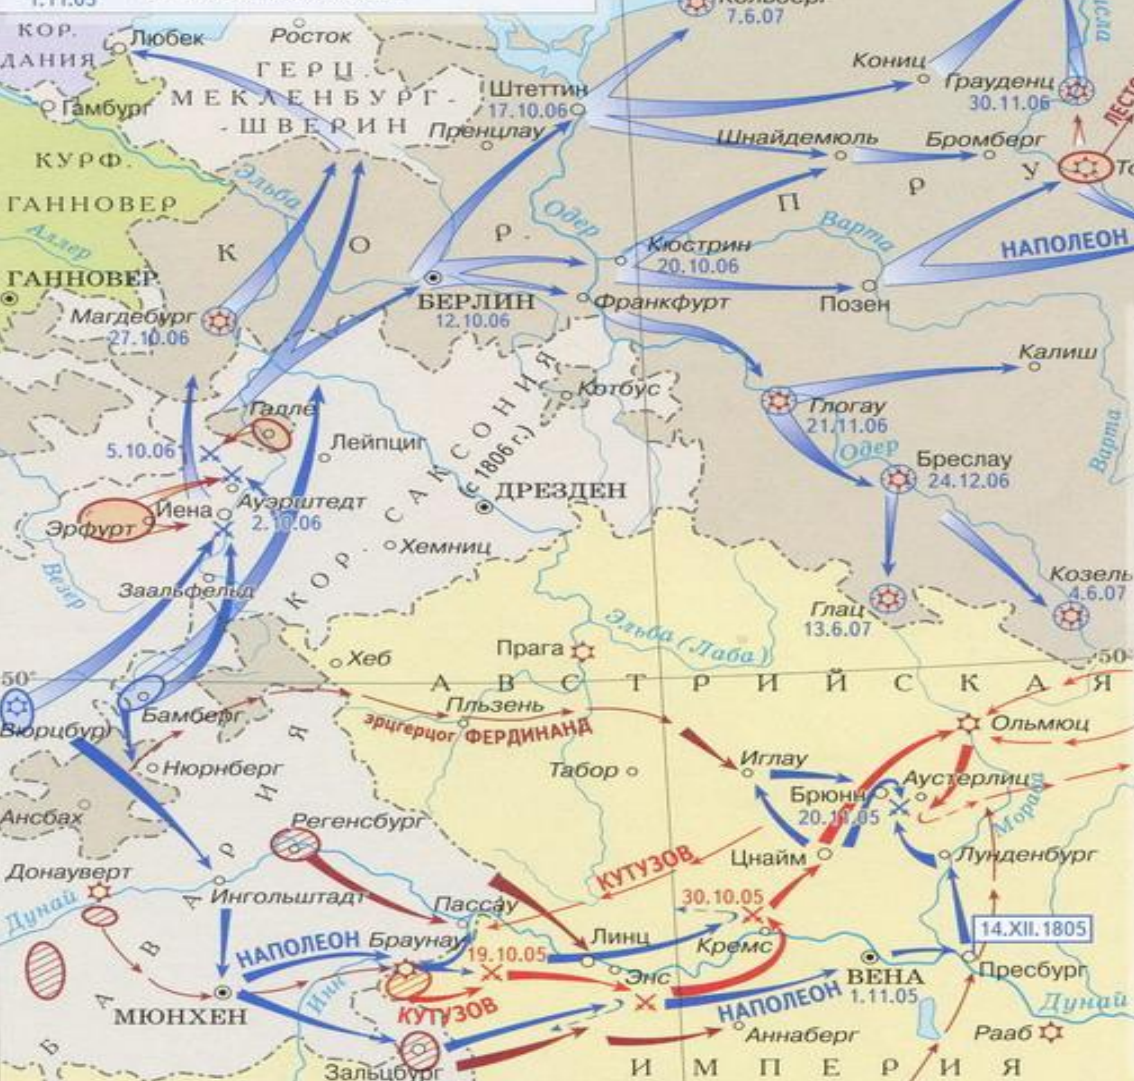 1.11.05
КОР.
ДАНИЯ
Любек
Росток
Кольберг
7.6.07
ГЕРЦ.
МЕКЛЕНБУРГ-
-ШВЕРИН
Гамбург
Штеттин
17.10.06
Пренцлау
Кониц
Грауденц
30.11.06
Шнайдемюль
Бромберг
КУРФ.
ГАННОВЕР
Аллер
ГАННОВЕР
Эльба
Одер
Варта
К О Р.
П Р У
НАПОЛЕОН
Кюстрин
20.10.06
БЕРЛИН
12.10.06
Франкфурт
Позен
Магдебург
27.10.06
Калиш
Котбус
Глогау
21.11.06
Одер
Варта
Галле
5.10.06
Лейпциг
Бреслау
24.12.06
КОР. САКСОНИЯ
(с 1806 г.)
ДРЕЗДЕН
Ауэрштедт
Йена
2.10.06
Эрфурт
Хемниц
Везер
Заальфельд
Глац
13.6.07
Козель
4.6.07
Эльба (Лаба)
Прага
50°
50°
Хеб
А В С Т Р И Й С К А Я
Вюрцбург
Бамберг
Пльзень
эрцгерцог ФЕРДИНАНД
Ольмюц
Нюрнберг
Табор
Иглау
Аустерлиц
Брюнн
20.11.05
Морава
Ансбах
Регенсбург
Цнайм
Лунденбург
КУТУЗОВ
Донауверт
Дунай
Ингольштадт
Пассау
30.10.05
Кремс
14.XII.1805
БАВАРИЯ
НАПОЛЕОН
Браунау
19.10.05
Линц
Энс
ВЕНА
1.11.05
Пресбург
Инн
КУТУЗОВ
НАПОЛЕОН
Дунай
МЮНХЕН
Аннаберг
Рааб
Зальцбург
И М П Е Р И Я